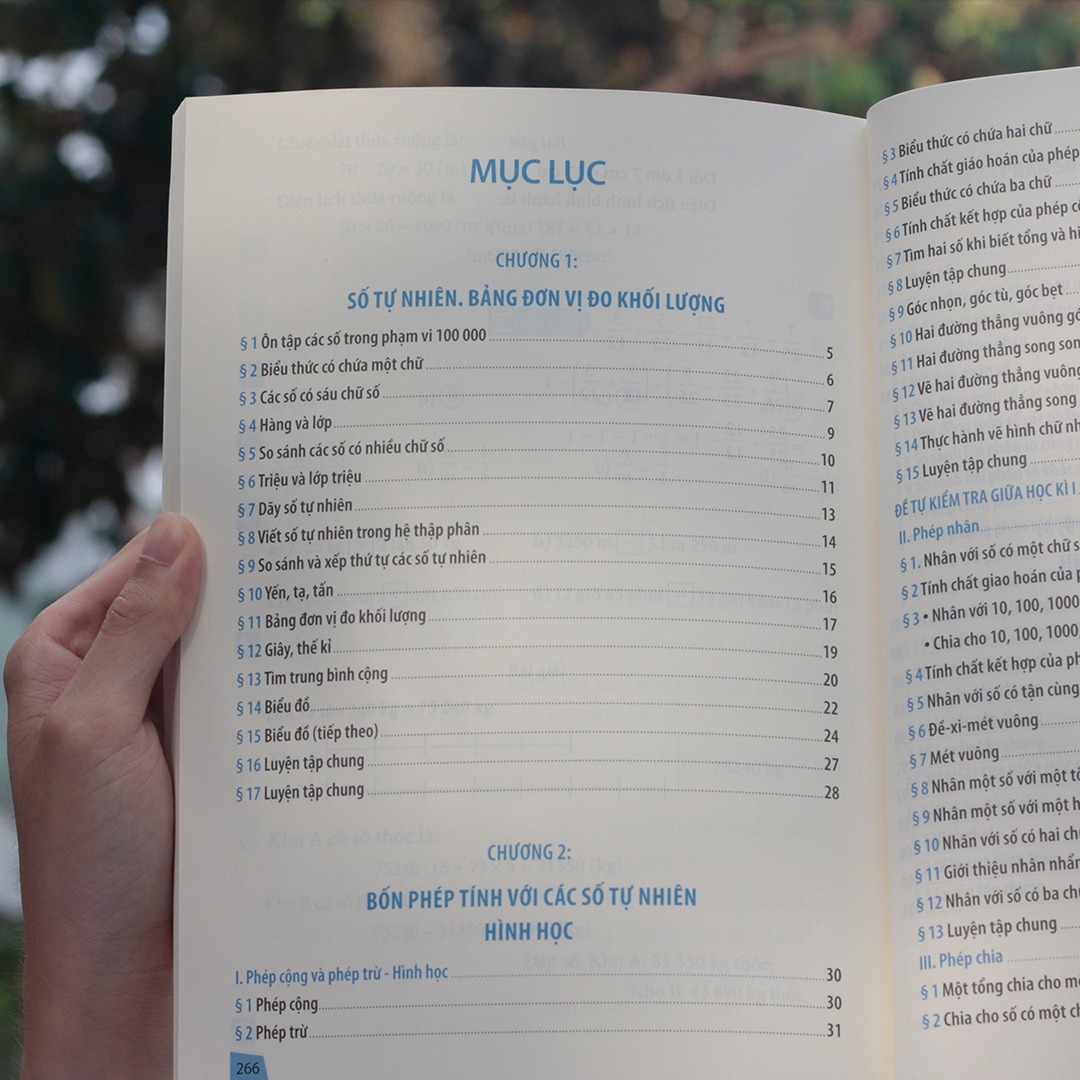 MỤC LỤC
CHƯƠNG 1:
SỐ TỰ NHIÊN. BẢNG ĐƠN VỊ ĐO KHỐI LƯỢNG
§ 1 Ôn tập các số trong phạm vi 100 000 5
§ 2 Biểu thức có chứa một chữ 6
§ 3 Các số có sáu chữ số 7
§ 4 Hàng và lớp 9
§ 5 So sánh các số có nhiều chữ số 10
§ 6 Triệu và lớp triệu 11
§ 7 Dãy số tự nhiên 13
§ 8 Viết số tự nhiên trong hệ thập phân 14
§ 9 So sánh và xếp thứ tự các số tự nhiên 15
§ 10 Yến, tạ, tấn 16
§ 11 Bảng đơn vị đo khối lượng 17
§ 12 Giây, thế kỉ 19
§ 13 Tìm trung bình cộng 20
§ 14 Biểu đồ 22
§ 15 Biểu đồ (tiếp theo) 24
§ 16 Luyện tập chung 27
§ 17 Luyện tập chung 28
CHƯƠNG 2:
BỐN PHÉP TÍNH VỚI CÁC SỐ TỰ NHIÊN
HÌNH HỌC
I. Phép cộng và phép trừ - Hình học 30
§ 1 Phép cộng 30
§ 2 Phép trừ 31
266
§ 3 Biểu thức có chứa hai chữ
§ 4 Tính chất giáo hoán của phép
§ 5 Biểu thức có chứa ba chữ
§ 6 Tính chất kết hợp của phép
§ 7 Tìm hai số khi biết tổng và
§ 8 Luyện tập chung
§ 9 Góc nhọn, góc tù, góc bẹt
§ 10 Hai đường thẳng vuông
§ 11 Hai đường thẳng song
§ 12 Vẽ hai đường thẳng vuông
§ 13 Vẽ hai đường thẳng song
§ 14 Thực hành vẽ hình chữ
§ 15 Luyện tập chung
ĐỀ TỰ KIỂM TRA GIỮA HỌC KÌ I
II. Phép nhân
§ 1. Nhân với số có một chữ
§ 2 Tính chất giao hoán của
§ 3 • Nhân với 10, 100, 1000
• Chia cho 10, 100, 1000
§ 4 Tính chất kết hợp của
§ 5 Nhân với số có tận cùng
§ 6 Đề-xi-mét vuông
§ 7 Mét vuông
§ 8 Nhân một số với một
§ 9 Nhân một số với một
§ 10 Nhân với số có hai
§ 11 Giới thiệu nhân nhẩm
§ 12 Nhân với số có ba
§ 13 Luyện tập chung
III. Phép chia
§ 1 Một tổng chia cho
§ 2 Chia cho số có một